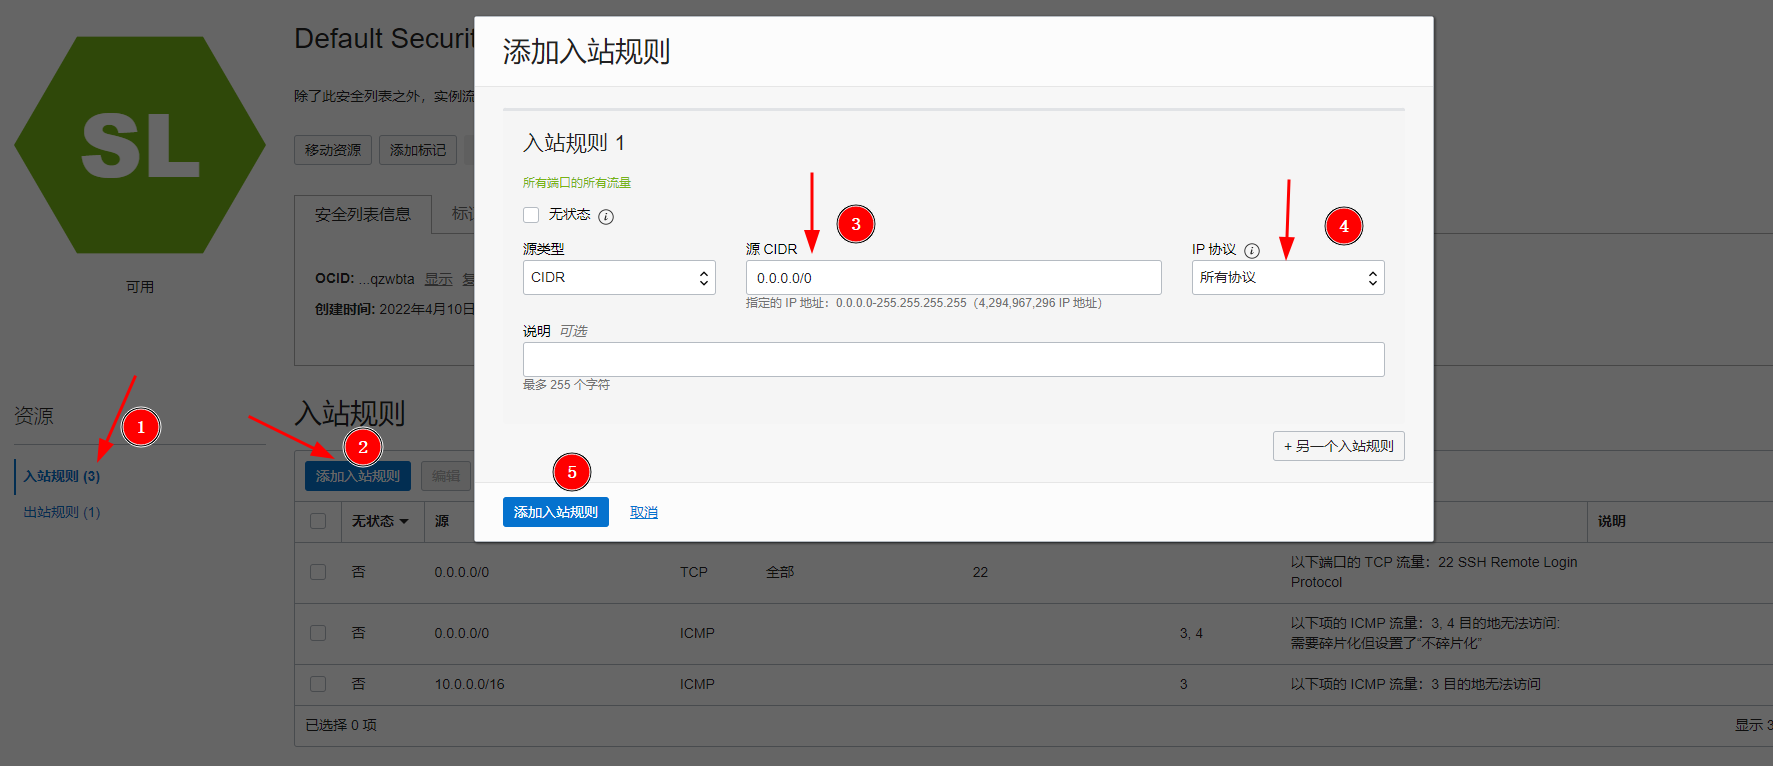 SL
可用
资源
入站规则 (3)
出站规则 (1)
1
Default Securit
除了此安全列表之外，实例流
移动资源
添加标记
安全列表信息
标
OCID: ...qzwbta 显示
创建时间: 2022年4月10日
入站规则
2
添加入站规则
编辑
无状态 源
说明
否 0.0.0.0/0 TCP 全部 22 以下端口的 TCP 流量：22 SSH Remote Login
Protocol
否 0.0.0.0/0 ICMP 3, 4 以下项的 ICMP 流量：3, 4 目的地无法访问:
需要碎片化但设置了“不碎片化”
否 10.0.0.0/16 ICMP 3 以下项的 ICMP 流量：3 目的地无法访问
已选择 0 项
显示 3
添加入站规则
入站规则 1
所有端口的所有流量
无状态 i
3
4
源类型
源 CIDR
IP 协议 i
CIDR
0.0.0.0/0
所有协议
指定的 IP 地址：0.0.0.0-255.255.255.255（4,294,967,296 IP 地址）
说明 可选
最多 255 个字符
+ 另一个入站规则
5
添加入站规则
取消